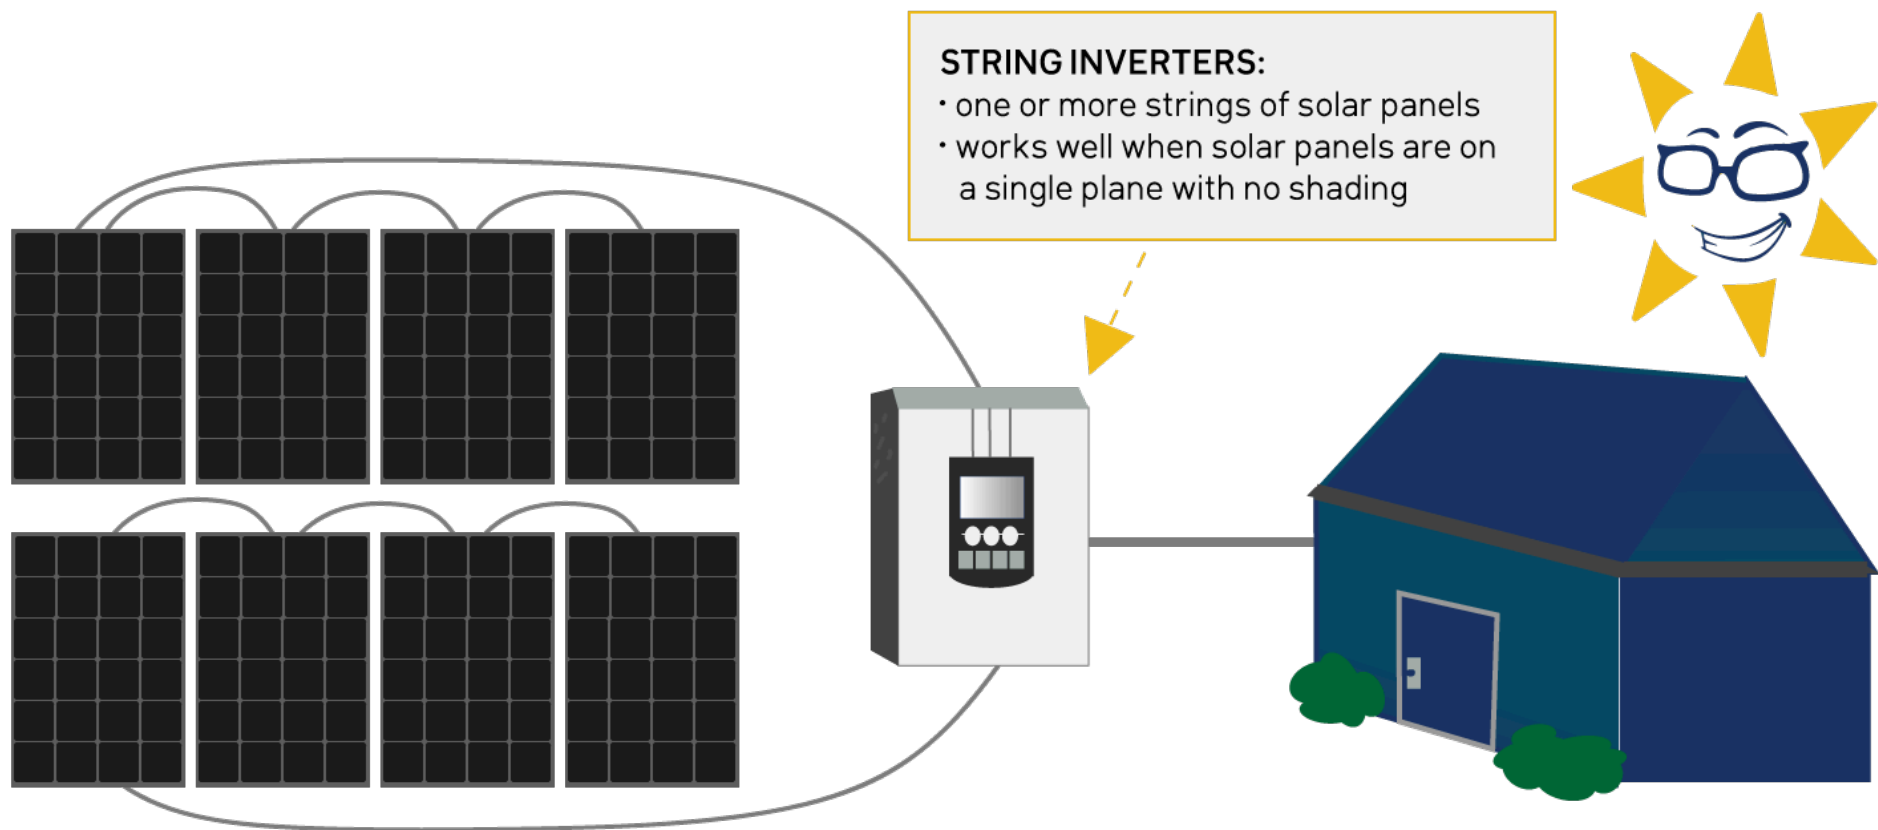 STRING INVERTERS:
· one or more strings of solar panels
· works well when solar panels are on
a single plane with no shading